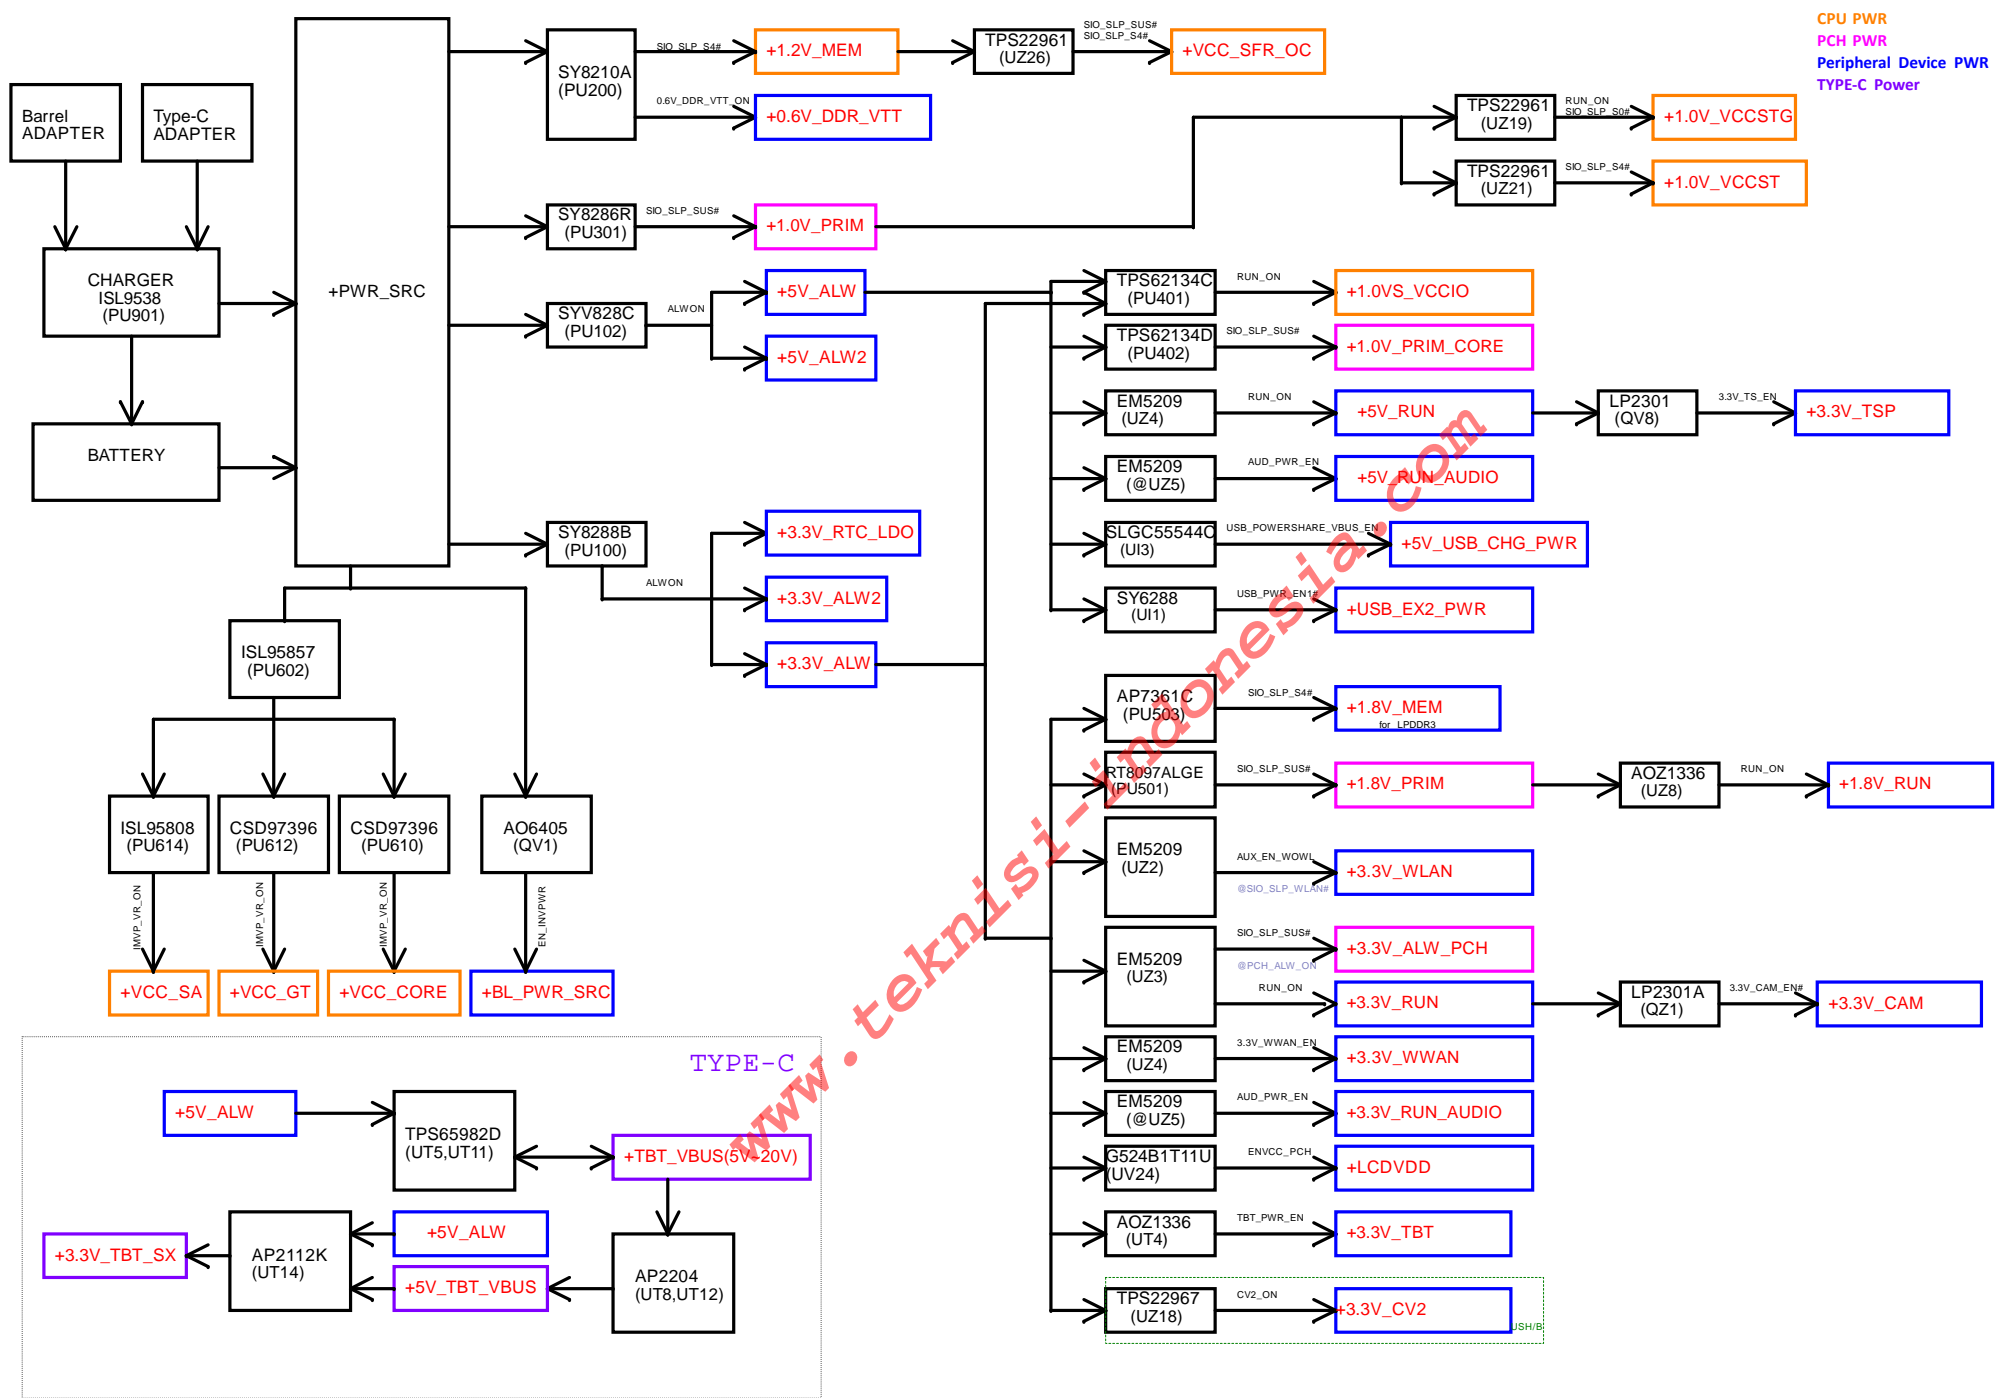 CPU PWR
PCH PWR
Peripheral Device PWR
TYPE-C Power
Barrel
ADAPTER
Type-C
ADAPTER
CHARGER
ISL9538
(PU901)
BATTERY
+PWR_SRC
SY8210A
(PU200)
SIO_SLP_S4#
+1.2V_MEM
TPS22961
(UZ26)
SIO_SLP_SUS#
SIO_SLP_S4#
+VCC_SFR_OC
0.6V_DDR_VTT_ON
+0.6V_DDR_VTT
TPS22961
(UZ19)
RUN_ON
SIO_SLP_S0#
+1.0V_VCCSTG
TPS22961
(UZ21)
SIO_SLP_S4#
+1.0V_VCCST
SY8286R
(PU301)
SIO_SLP_SUS#
+1.0V_PRIM
SYV828C
(PU102)
ALWON
+5V_ALW
+5V_ALW2
TPS62134C
(PU401)
RUN_ON
+1.0VS_VCCIO
TPS62134D
(PU402)
SIO_SLP_SUS#
+1.0V_PRIM_CORE
EM5209
(UZ4)
RUN_ON
+5V_RUN
LP2301
(QV8)
3.3V_TS_EN
+3.3V_TSP
EM5209
(@UZ5)
AUD_PWR_EN
+5V_RUN_AUDIO
SLGC55544C
(UI3)
USB_POWERSHARE_VBUS_EN
+5V_USB_CHG_PWR
SY6288
(UI1)
USB_PWR_EN1#
+USB_EX2_PWR
SY8288B
(PU100)
ALWON
+3.3V_RTC_LDO
+3.3V_ALW2
+3.3V_ALW
AP7361C
(PU503)
SIO_SLP_S4#
+1.8V_MEM
for LPDDR3
RT8097ALGE
(PU501)
SIO_SLP_SUS#
+1.8V_PRIM
AOZ1336
(UZ8)
RUN_ON
+1.8V_RUN
EM5209
(UZ2)
AUX_EN_WOWL
@SIO_SLP_WLAN#
+3.3V_WLAN
EM5209
(UZ3)
SIO_SLP_SUS#
@PCH_ALW_ON
+3.3V_ALW_PCH
RUN_ON
+3.3V_RUN
LP2301A
(QZ1)
3.3V_CAM_EN#
+3.3V_CAM
EM5209
(UZ4)
3.3V_WWAN_EN
+3.3V_WWAN
EM5209
(@UZ5)
AUD_PWR_EN
+3.3V_RUN_AUDIO
G524B1T11U
(UV24)
ENVCC_PCH
+LCDVDD
AOZ1336
(UT4)
TBT_PWR_EN
+3.3V_TBT
TPS22967
(UZ18)
CV2_ON
+3.3V_CV2
USH/B
ISL95857
(PU602)
ISL95808
(PU614)
CSD97396
(PU612)
CSD97396
(PU610)
AO6405
(QV1)
IMVP_VR_ON
IMVP_VR_ON
IMVP_VR_ON
EN_INVPWR
+VCC_SA
+VCC_GT
+VCC_CORE
+BL_PWR_SRC
TYPE-C
+5V_ALW
TPS65982D
(UT5,UT11)
+TBT_VBUS(5V~20V)
+3.3V_TBT_SX
AP2112K
(UT14)
+5V_ALW
+5V_TBT_VBUS
AP2204
(UT8,UT12)
www.teknisi-indonesia.com